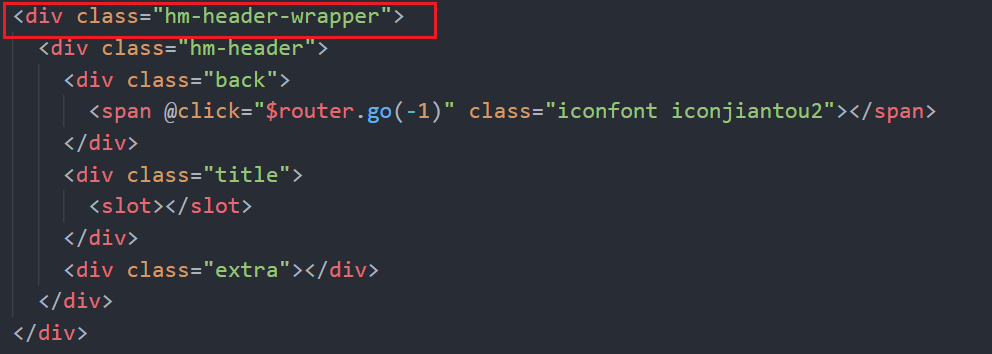 <div class="hm-header-wrapper">
<div class="hm-header">
<div class="back">
<span @click="$router.go(-1)" class="iconfont iconjiantou2"></span>
</div>
<div class="title">
<slot></slot>
</div>
<div class="extra"></div>
</div>
</div>